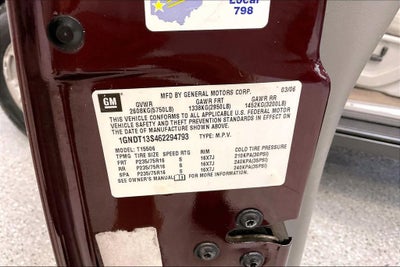 Local
798
GM
MFD BY GENERAL MOTORS CORP. 03/06
GVWR GAWR FRT GAWR RR
2608KG(5750LB) 1338KG(2950LB) 1452KG(3200LB)
THIS VEHICLE CONFORMS TO ALL APPLICABLE U.S. FEDERAL MOTOR
VEHICLE SAFETY AND THEFT PREVENTION STANDARDS IN EFFECT
ON THE DATE OF MANUFACTURE SHOWN ABOVE.
1GNDT13S462294793 TYPE: M.P.V.
MODEL: T15506
TPMG TIRE SIZE SPEED RTG RIM COLD TIRE PRESSURE
FRT P235/75R16 S 16X7J
RR P235/75R16 S 16X7J 240KPA(35PSI)
SPA P235/75R16 S 16X7J 240KPA(35PSI)
SEE OWNER'S MANUAL FOR MORE INFORMATION.